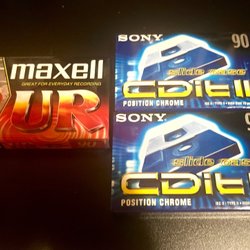 maxell
GREAT FOR EVERYDAY RECORDING
UR
90
SONY
90
slide case
CDit II
POSITION CHROME
SONY
slide case
CDit II
POSITION CHROME